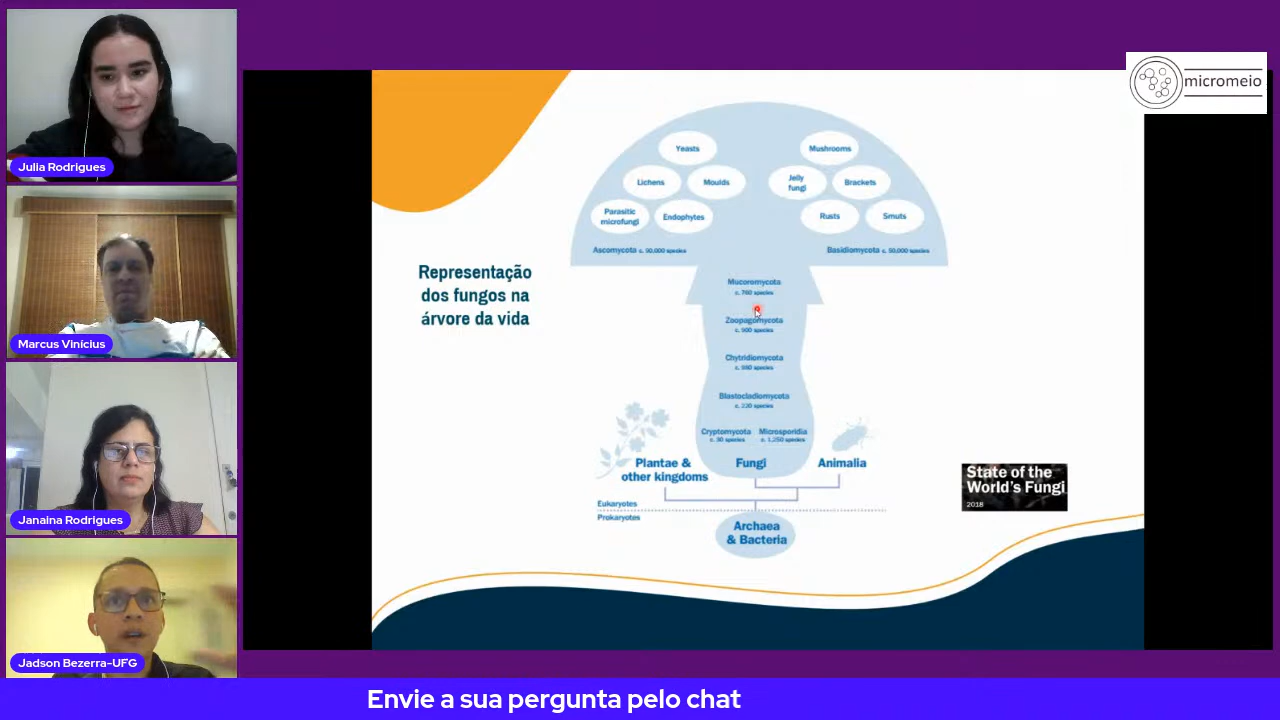 Julia Rodrigues
Marcus Vinícius
Janaina Rodrigues
Jadson Bezerra-UFG
micromeio
Representação
dos fungos na
árvore da vida
Yeasts
Lichens
Moulds
Parasitic
microfungi
Endophytes
Ascomycota c. 90,000 species
Mushrooms
Jelly
fungi
Brackets
Rusts
Smuts
Basidiomycota c. 50,000 species
Mucoromycota
c. 760 species
Zoopagomycota
c. 900 species
Chytridiomycota
c. 980 species
Blastocladiomycota
c. 220 species
Cryptomycota
c. 30 species
Microsporidia
c. 1,250 species
Plantae &
other kingdoms
Fungi
Animalia
Eukaryotes
Prokaryotes
Archaea
& Bacteria
State of the
World's Fungi
2018
Envie a sua pergunta pelo chat